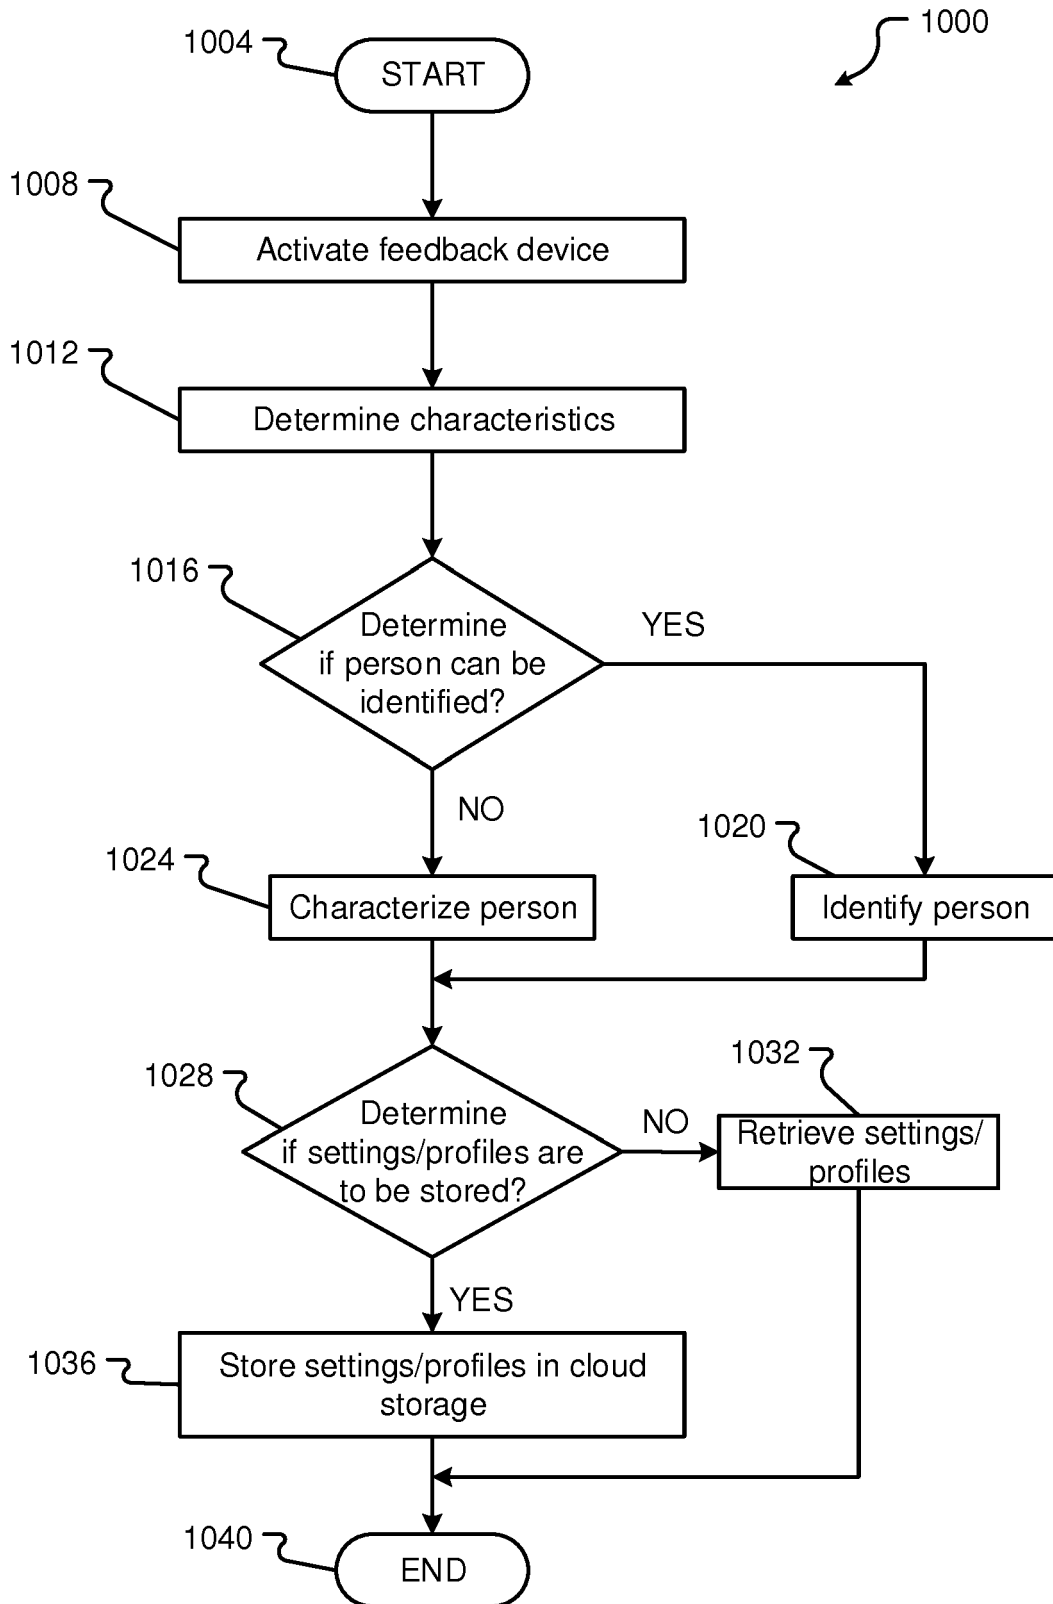 1000
1004
START
1008
Activate feedback device
1012
Determine characteristics
1016
Determine
if person can be
identified?
YES
NO
1020
1024
Characterize person
Identify person
1028
Determine
if settings/profiles are
to be stored?
NO
1032
Retrieve settings/
profiles
YES
1036
Store settings/profiles in cloud
storage
1040
END